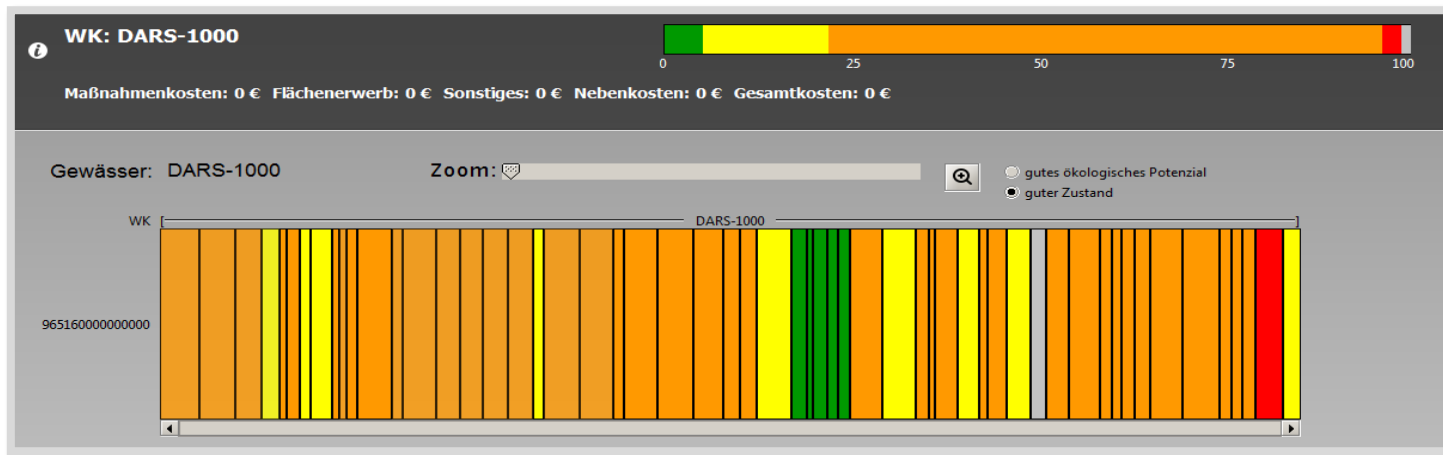 WK: DARS-1000
0 25 50 75 100
Maßnahmenkosten: 0 € Flächenerwerb: 0 € Sonstiges: 0 € Nebenkosten: 0 € Gesamtkosten: 0 €
Gewässer: DARS-1000 Zoom:
gutes ökologisches Potenzial
guter Zustand
WK [ DARS-1000 ]
965160000000000